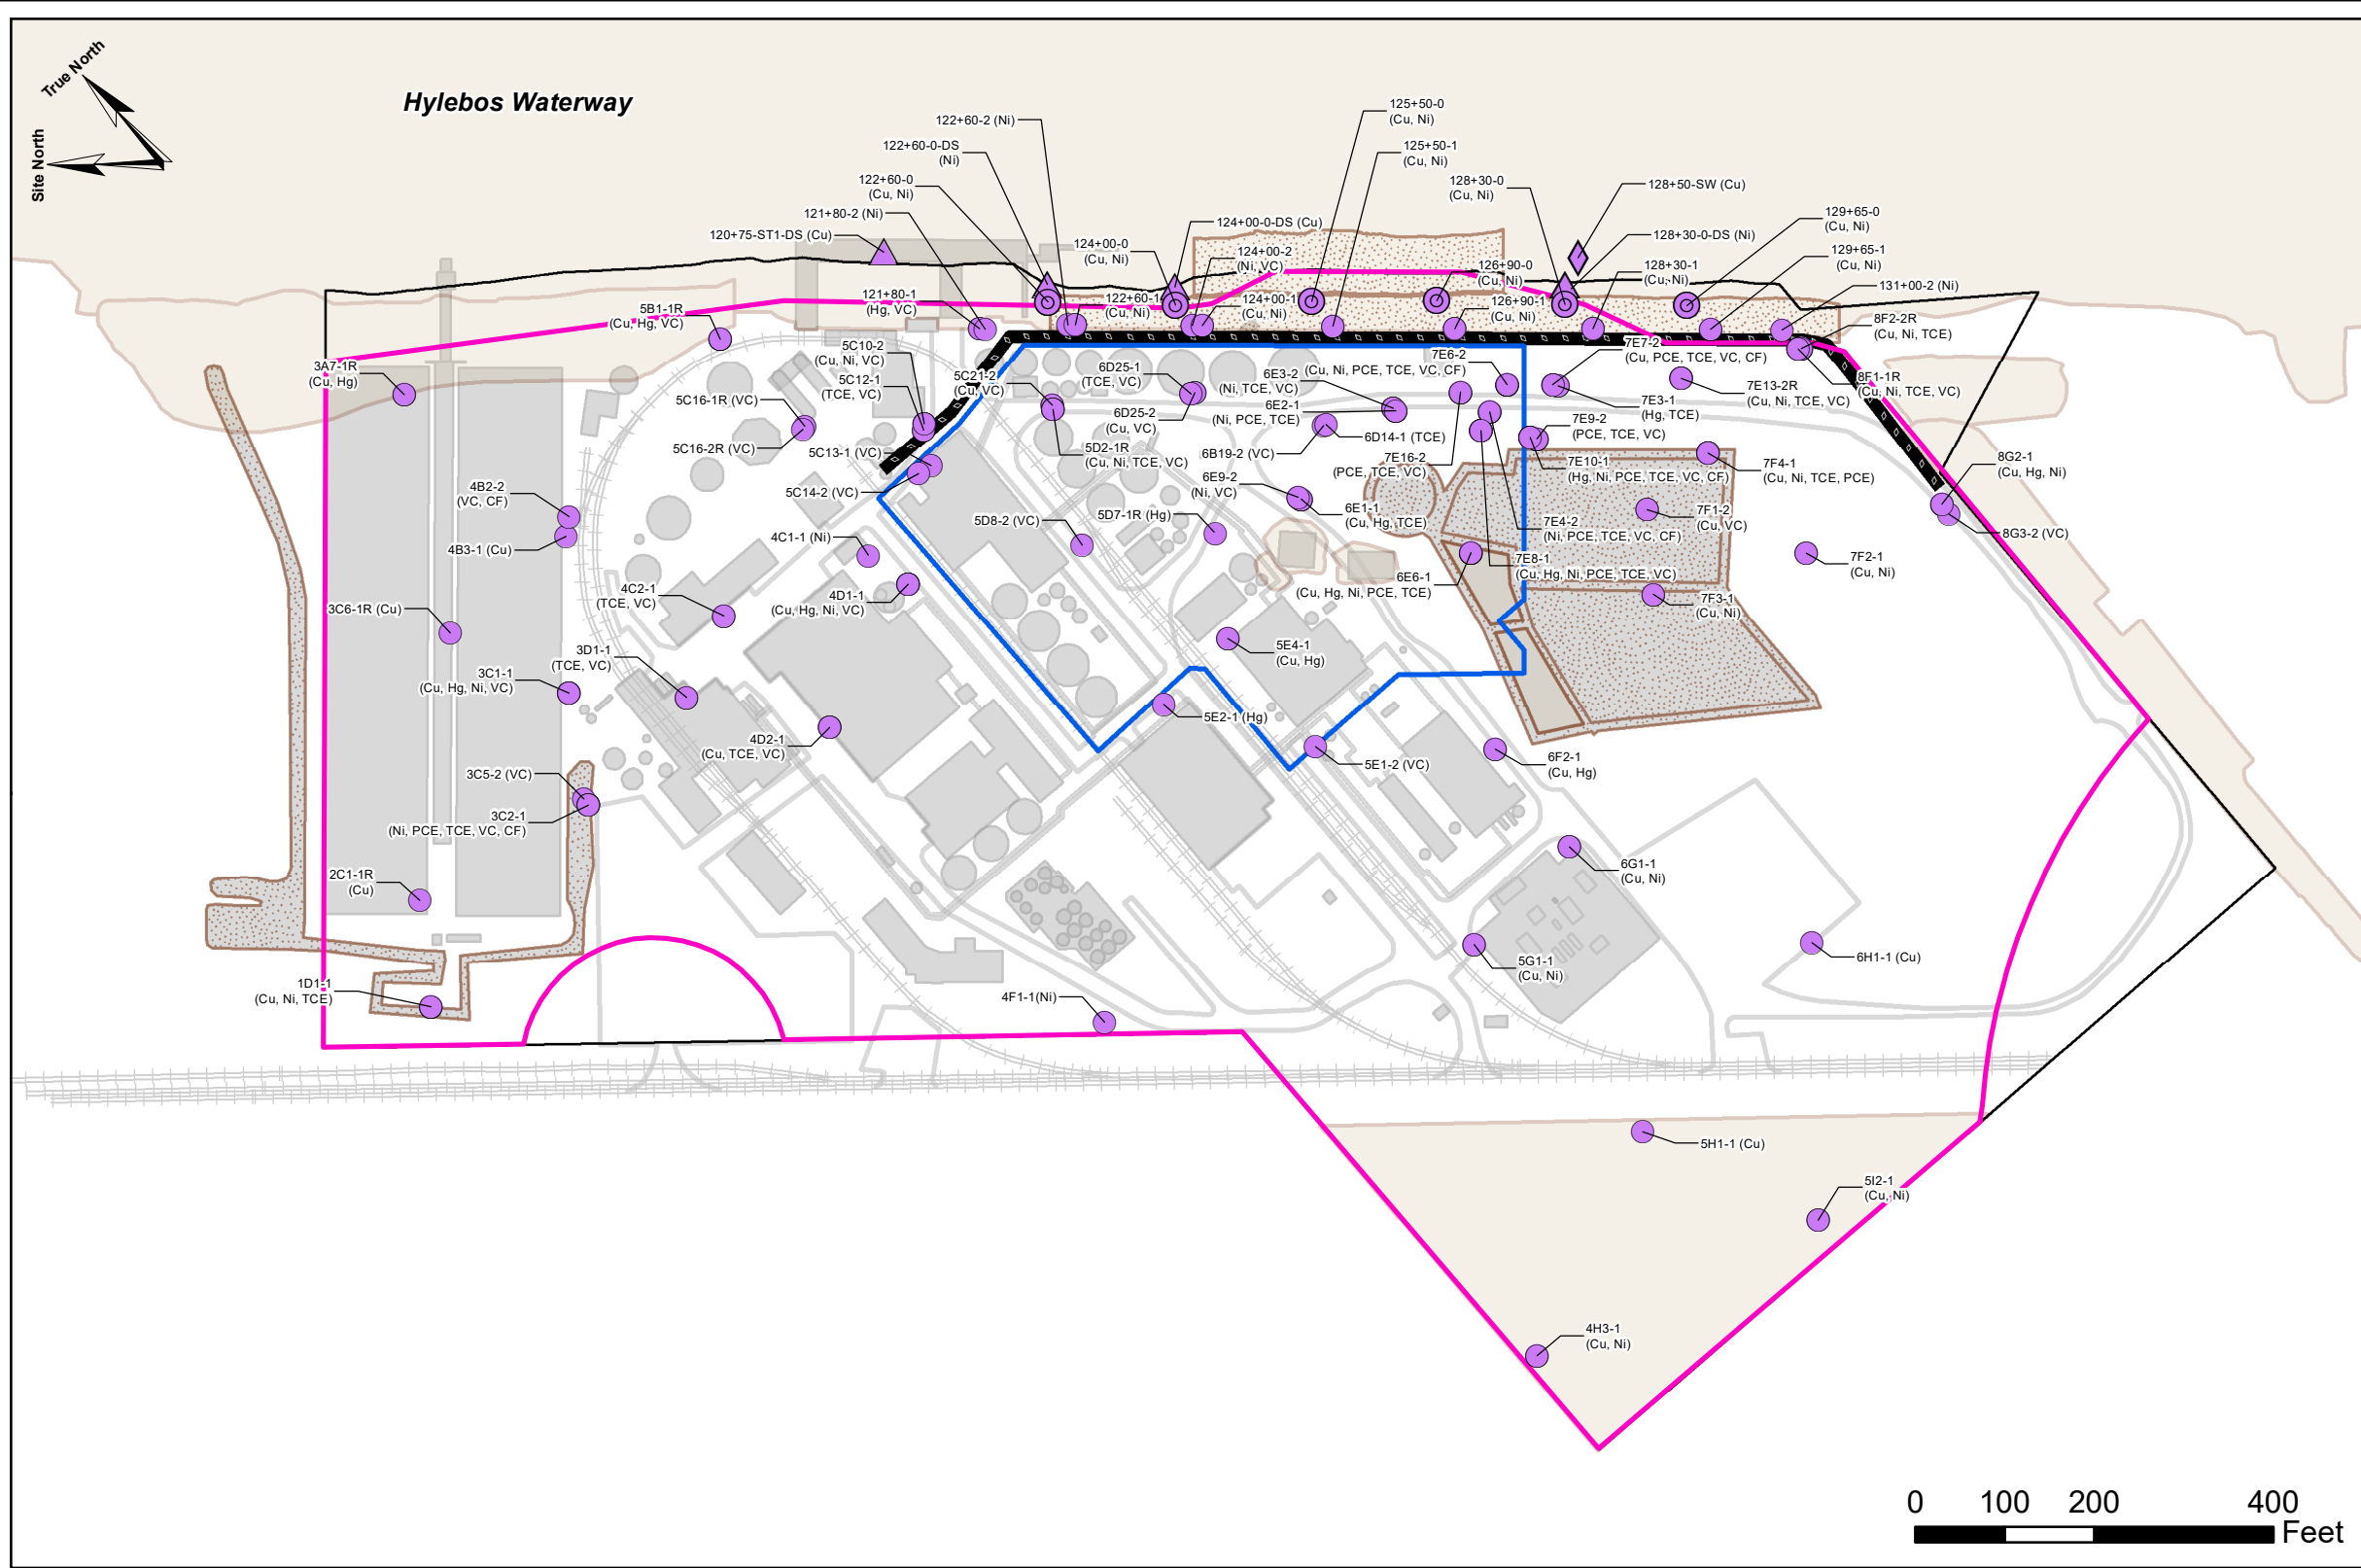 True North
Site North
Hylebos Waterway
125+50-0
(Cu, Ni)
122+60-2 (Ni)
122+60-0-DS
(Ni)
125+50-1
(Cu, Ni)
122+60-0
(Cu, Ni)
128+30-0
(Cu, Ni)
128+50-SW (Cu)
121+80-2 (Ni)
124+00-0-DS (Cu)
129+65-0
(Cu, Ni)
120+75-ST1-DS (Cu)
128+30-0-DS (Ni)
124+00-0
(Cu, Ni)
124+00-2
(Ni, VC)
129+65-1
(Cu, Ni)
126+90-0
(Cu, Ni)
128+30-1
(Cu, Ni)
131+00-2 (Ni)
121+80-1
(Hg, VC)
122+60-1
(Cu, Ni)
124+00-1
(Cu, Ni)
126+90-1
(Cu, Ni)
5B1-1R
(Cu, Hg, VC)
8F2-2R
(Cu, Ni, TCE)
5C10-2
(Cu, Ni, VC)
7E7-2
(Cu, PCE, TCE, VC, CF)
7E6-2
(Cu, Ni, PCE, TCE, VC, CF)
3A7-1R
(Cu, Hg)
5C12-1
(TCE, VC)
5C21-2
(Cu, VC)
6D25-1
(TCE, VC)
6E3-2
(Ni, TCE, VC)
8F1-1R
(Cu, Ni, TCE, VC)
7E13-2R
(Cu, Ni, TCE, VC)
5C16-1R (VC)
6D25-2
(Cu, VC)
6E2-1
(Ni, PCE, TCE)
7E3-1
(Hg, TCE)
7E9-2
(PCE, TCE, VC)
6D14-1 (TCE)
5C16-2R (VC)
5C13-1 (VC)
5D2-1R
(Cu, Ni, TCE, VC)
6B19-2 (VC)
7E16-2
(PCE, TCE, VC)
7E10-1
(Hg, Ni, PCE, TCE, VC, CF)
7F4-1
(Cu, Ni, TCE, PCE)
8G2-1
(Cu, Hg, Ni)
4B2-2
(VC, CF)
5C14-2 (VC)
6E9-2
(Ni, VC)
6E1-1
(Cu, Hg, TCE)
7F1-2
(Cu, VC)
5D8-2 (VC)
5D7-1R (Hg)
7E4-2
(Ni, PCE, TCE, VC, CF)
8G3-2 (VC)
4B3-1 (Cu)
4C1-1 (Ni)
7E8-1
(Cu, Hg, Ni, PCE, TCE, VC)
7F2-1
(Cu, Ni)
6E6-1
(Cu, Hg, Ni, PCE, TCE)
4C2-1
(TCE, VC)
4D1-1
(Cu, Hg, Ni, VC)
7F3-1
(Cu, Ni)
3C6-1R (Cu)
5E4-1
(Cu, Hg)
3D1-1
(TCE, VC)
3C1-1
(Cu, Hg, Ni, VC)
5E2-1 (Hg)
4D2-1
(Cu, TCE, VC)
5E1-2 (VC)
6F2-1
(Cu, Hg)
3C5-2 (VC)
3C2-1
(Ni, PCE, TCE, VC, CF)
6G1-1
(Cu, Ni)
2C1-1R
(Cu)
5G1-1
(Cu, Ni)
6H1-1 (Cu)
1D1-1
(Cu, Ni, TCE)
4F1-1(Ni)
5H1-1 (Cu)
5I2-1
(Cu, Ni)
4H3-1
(Cu, Ni)
0 100 200 400
Feet